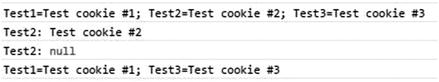 Test1=Test cookie #1; Test2=Test cookie #2; Test3=Test cookie #3
Test2: Test cookie #2
Test2: null
Test1=Test cookie #1; Test3=Test cookie #3